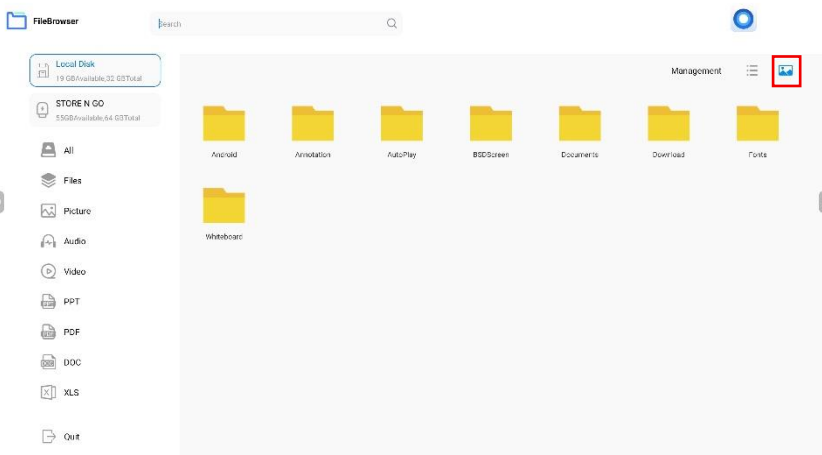 FileBrowser
Search
Local Disk
19 GBAvailable,32 GBTotal
STORE N GO
55GBAvailable,64 GBTotal
All
Files
Picture
Audio
Video
PPT
PDF
DOC
XLS
Quit
Management
Android
Annotation
AutoPlay
BSDScreen
Documents
Download
Fonts
Whiteboard